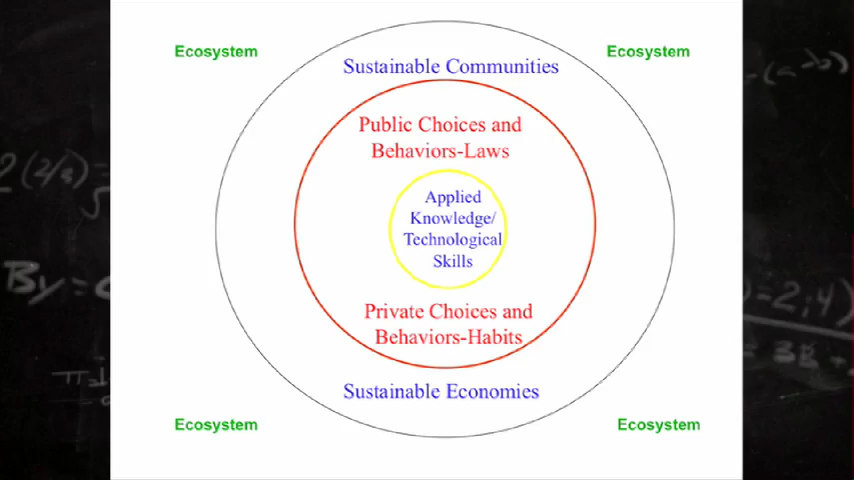 Ecosystem
Ecosystem
Sustainable Communities
Public Choices and
Behaviors-Laws
Applied
Knowledge/
Technological
Skills
Private Choices and
Behaviors-Habits
Sustainable Economies
Ecosystem
Ecosystem